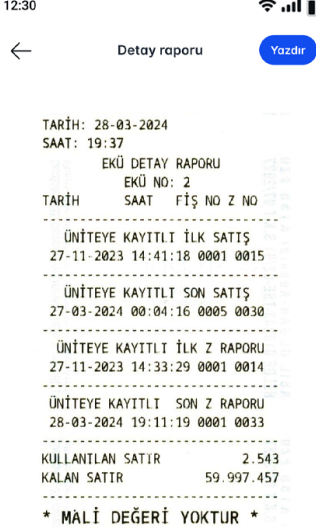 12:30
Detay raporu
Yazdır
TARİH: 28-03-2024
SAAT: 19:37
EKÜ DETAY RAPORU
EKÜ NO: 2
TARİH SAAT FİŞ NO Z NO
ÜNİTEYE KAYITLI İLK SATIŞ
27-11-2023 14:41:18 0001 0015
ÜNİTEYE KAYITLI SON SATIŞ
27-03-2024 00:04:16 0005 0030
ÜNİTEYE KAYITLI İLK Z RAPORU
27-11-2023 14:33:29 0001 0014
ÜNİTEYE KAYITLI SON Z RAPORU
28-03-2024 19:11:19 0001 0033
KULLANILAN SATIR 2.543
KALAN SATIR 59.997.457
* MALİ DEĞERİ YOKTUR *